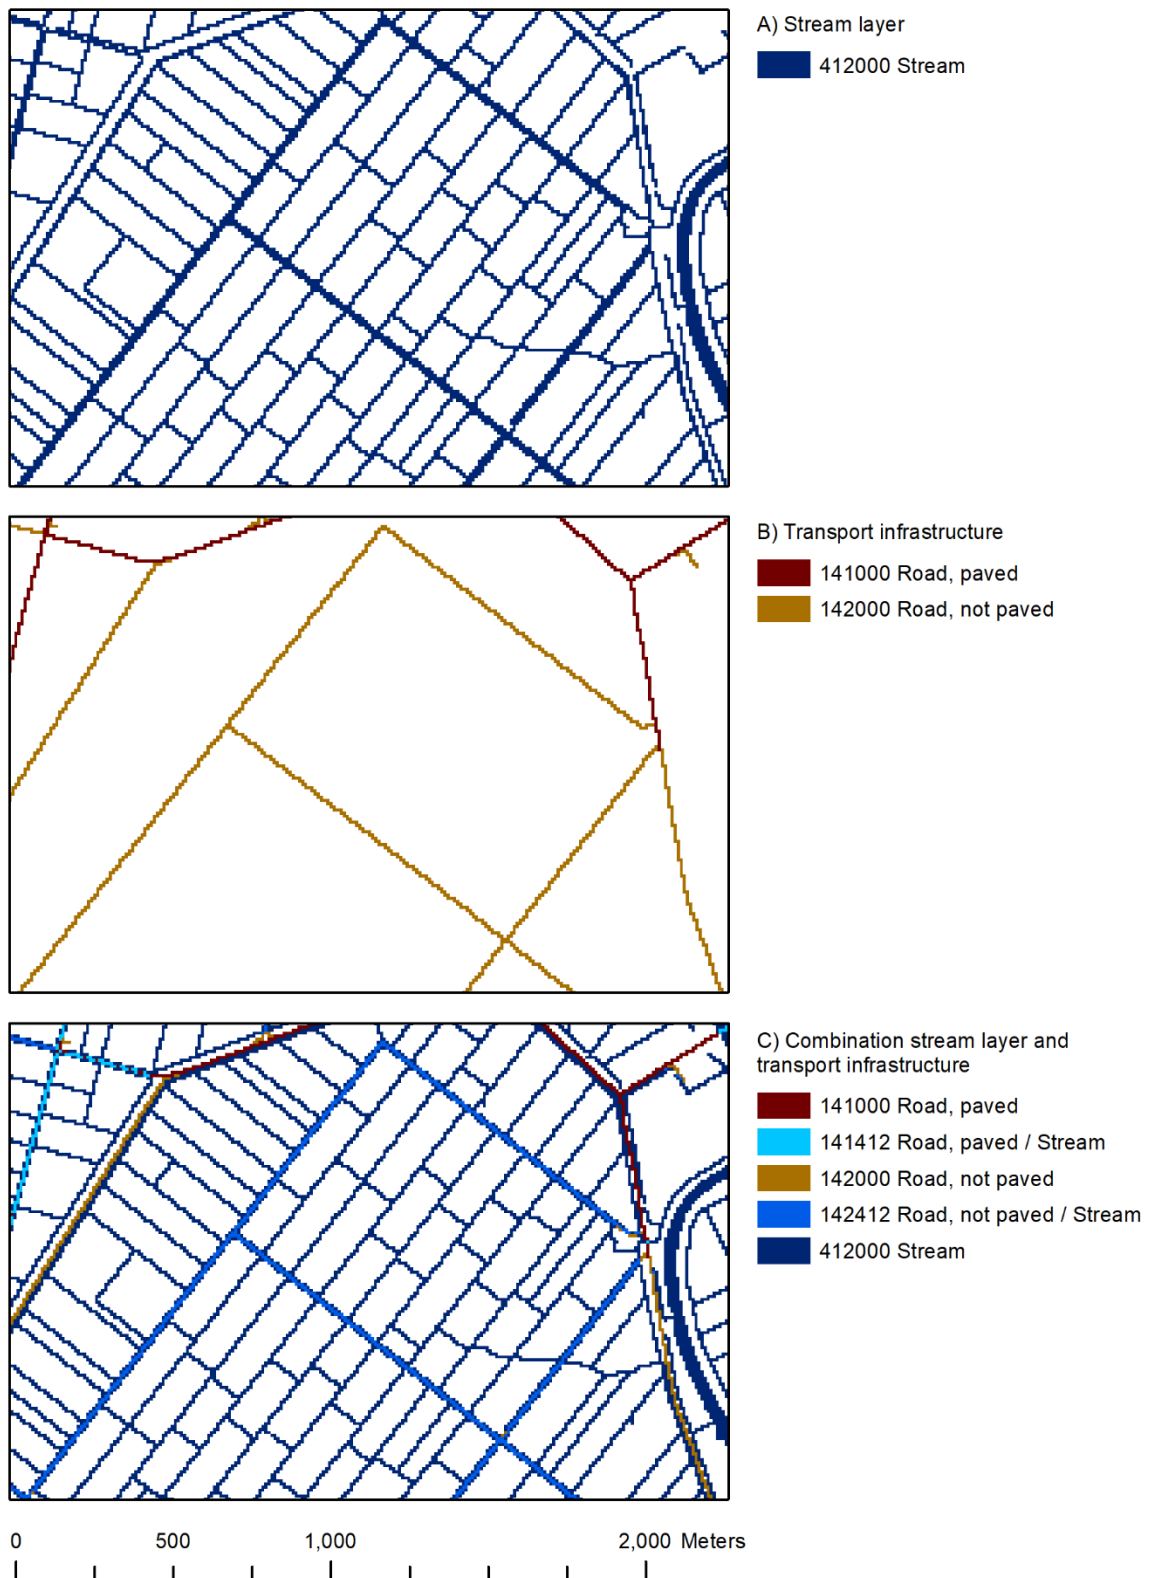 A) Stream layer
412000 Stream
B) Transport infrastructure
141000 Road, paved
142000 Road, not paved
C) Combination stream layer and
transport infrastructure
141000 Road, paved
141412 Road, paved / Stream
142000 Road, not paved
142412 Road, not paved / Stream
412000 Stream
0 500 1,000 2,000 Meters